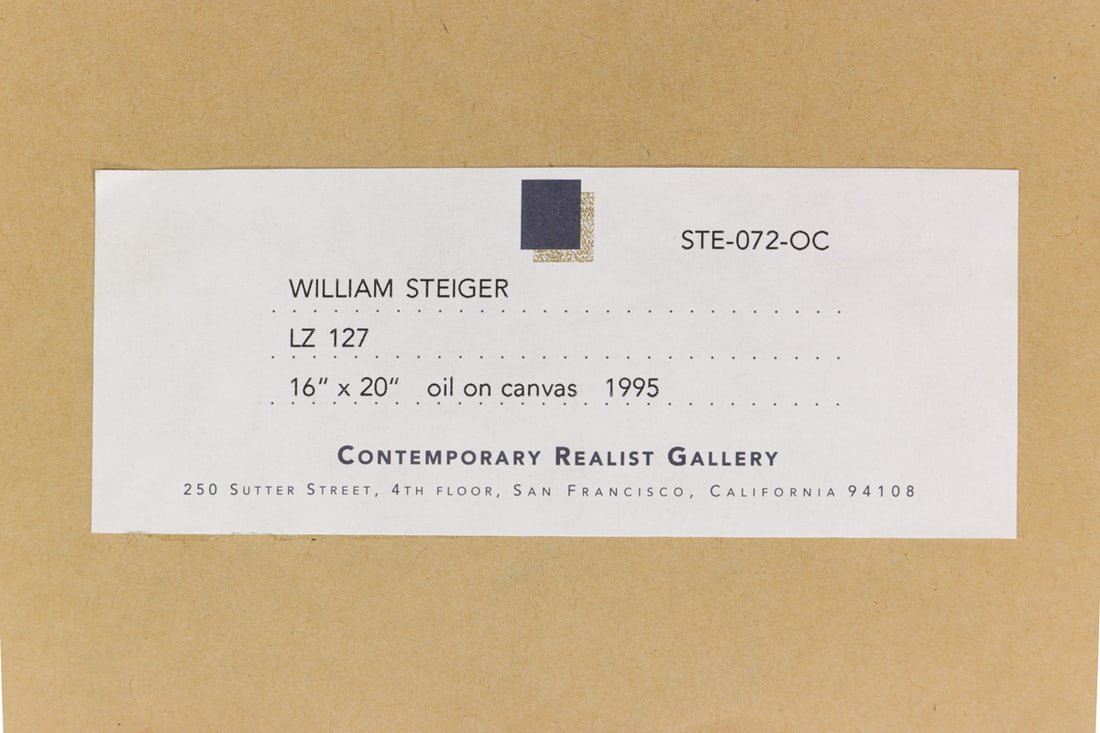 STE-072-OC
WILLIAM STEIGER
LZ 127
16" x 20" oil on canvas 1995
CONTEMPORARY REALIST GALLERY
250 SUTTER STREET, 4TH FLOOR, SAN FRANCISCO, CALIFORNIA 94108